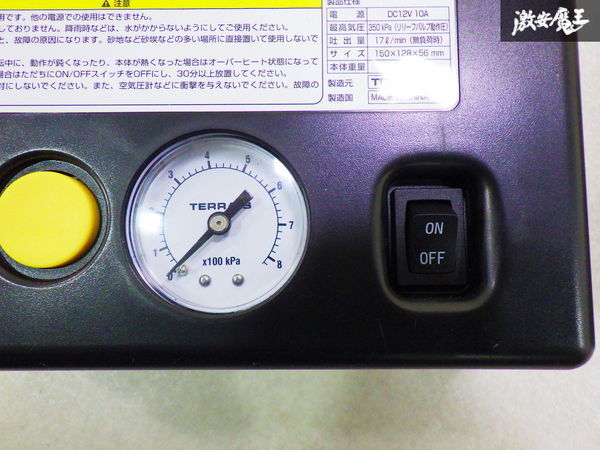 ⚠注意
用です。他の電源での使用はできません。
しておりません。降雨時などは、水がかからないようにしてご使用ください。
と、故障の原因になります。砂地など砂埃などの多い場所に直接置いて使用しないで
転中に、動作が鈍くなったり、本体が熱くなった場合はオーバーヒート状態になって
場合はただちにON/OFFスイッチをOFFにし、30分以上放置してください。
対にしないでください。また、空気圧計などに衝撃を与えないでください。故障の
製品仕様
電源 DC12V 10A
最高気圧 350 kPa (リリーフバルブ動作圧)
吐出量 17ℓ/min (無負荷時)
サイズ 150×128×56 mm
本体重量
製造元
製造国 MADE CHINA
激安魔王
0 1 2 3 4 5 6 7 8
x100 kPa
ON
OFF